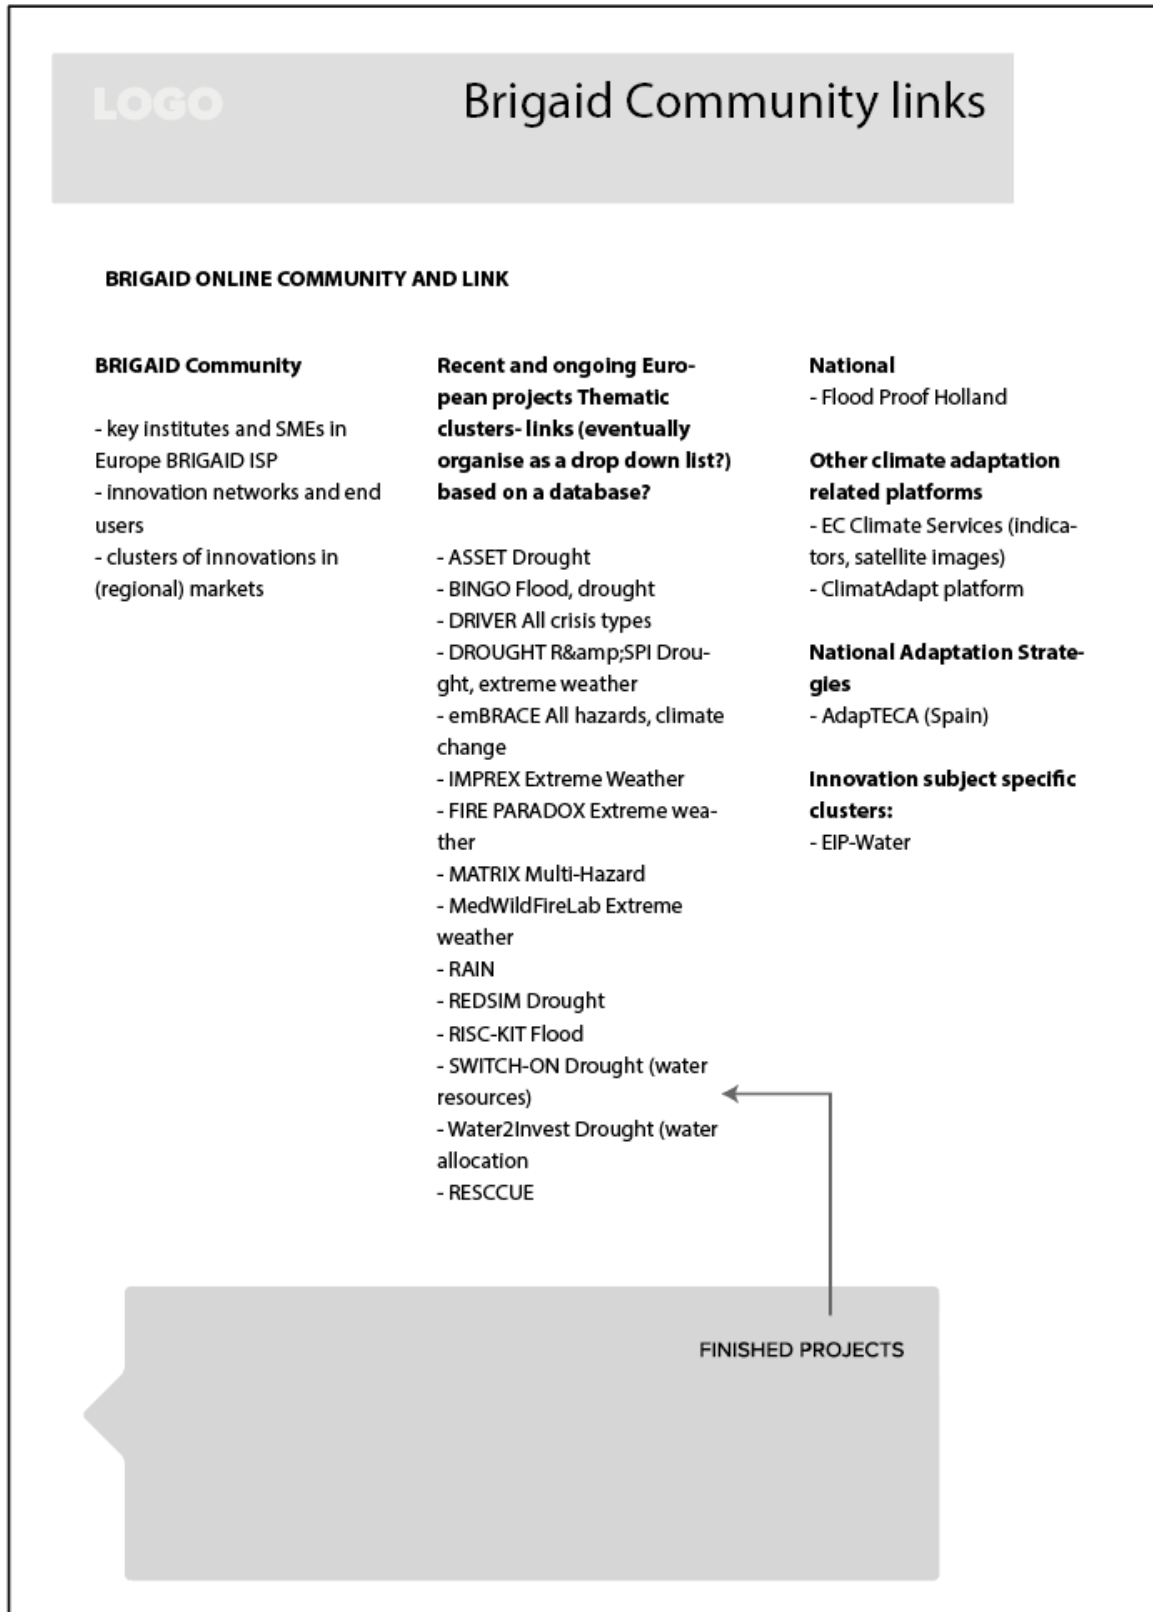 LOGO
Brigaid Community links
BRIGAID ONLINE COMMUNITY AND LINK
BRIGAID Community
- key institutes and SMEs in
Europe BRIGAID ISP
- innovation networks and end
users
- clusters of innovations in
(regional) markets
Recent and ongoing Euro-
pean projects Thematic
clusters- links (eventually
organise as a drop down list?)
based on a database?
- ASSET Drought
- BINGO Flood, drought
- DRIVER All crisis types
- DROUGHT R&amp;SPI Drou-
ght, extreme weather
- emBRACE All hazards, climate
change
- IMPREX Extreme Weather
- FIRE PARADOX Extreme wea-
ther
- MATRIX Multi-Hazard
- MedWildFireLab Extreme
weather
- RAIN
- REDSIM Drought
- RISC-KIT Flood
- SWITCH-ON Drought (water
resources)
- Water2Invest Drought (water
allocation
- RESCCUE
National
- Flood Proof Holland
Other climate adaptation
related platforms
- EC Climate Services (indica-
tors, satellite images)
- ClimatAdapt platform
National Adaptation Strate-
gies
- AdapTECA (Spain)
Innovation subject specific
clusters:
- EIP-Water
FINISHED PROJECTS